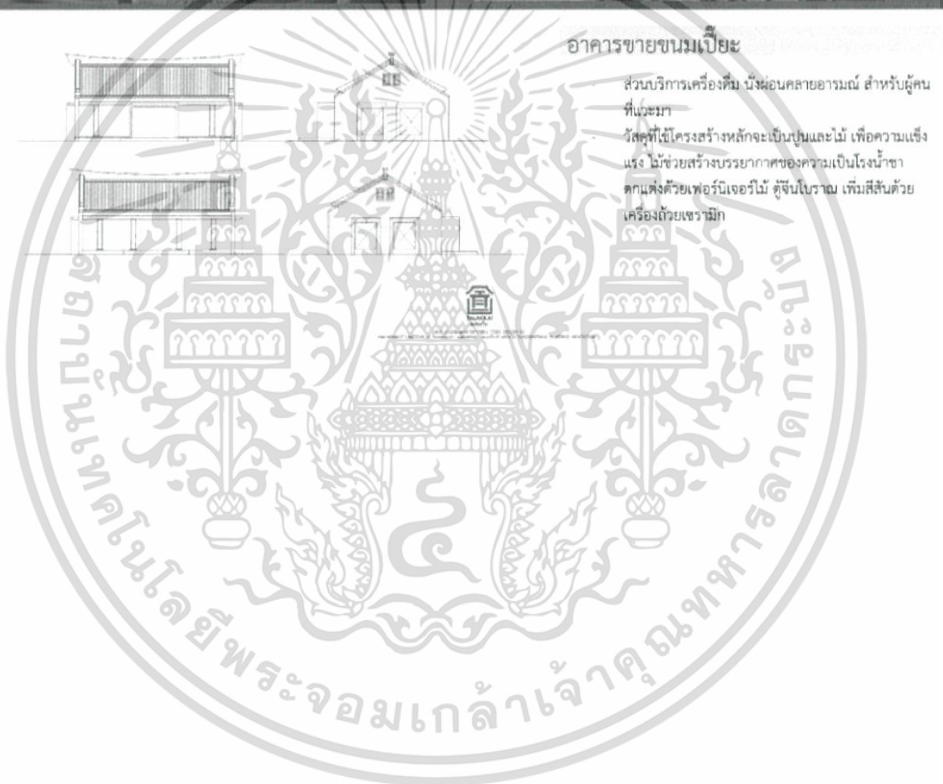 อาคารขายขนมเปี๊ยะ
ส่วนบริการเครื่องดื่ม นั่งผ่อนคลายอารมณ์ สำหรับผู้คน
ที่แวะมา
วัสดุที่ใช้โครงสร้างหลักจะเป็นปูนและไม้ เพื่อความแข็ง
แรง ไม้ช่วยสร้างบรรยากาศของความเป็นโรงน้ำชา
ตกแต่งด้วยเฟอร์นิเจอร์ไม้ ตู้จีนโบราณ เพิ่มสีสันด้วย
เครื่องถ้วยเซรามิก
สถาบันเทคโนโลยีพระจอมเกล้าเจ้าคุณทหารลาดกระบัง